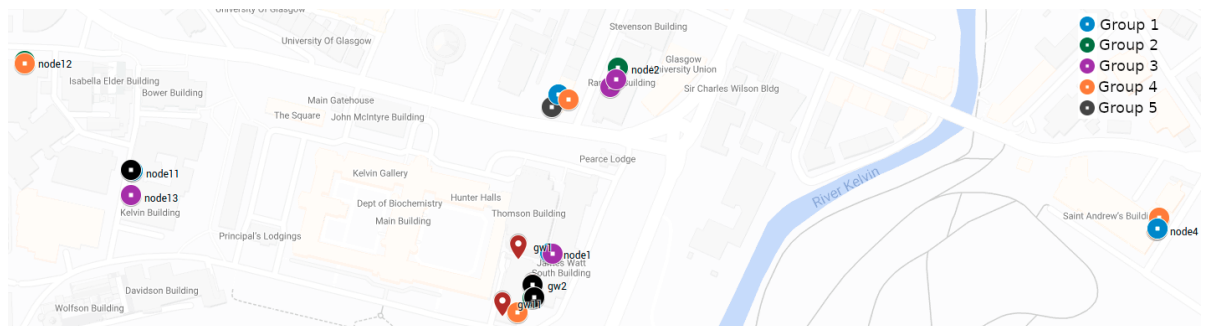 University Of Glasgow
Stevenson Building
Group 1
University Of Glasgow
Group 2
Glasgow
University Union
node12
node2
Group 3
Isabella Elder Building
Sir Charles Wilson Bldg
Group 4
Bower Building
Main Gatehouse
Group 5
The Square
John McIntyre Building
Pearce Lodge
node11
Kelvin Gallery
River Kelvin
node13
Hunter Halls
Dept of Biochemistry
Kelvin Building
Thomson Building
Main Building
Saint Andrew's Buildi
node4
Principal's Lodgings
gw1
node1
James Watt
South Building
gw2
Davidson Building
gw11
Wolfson Building